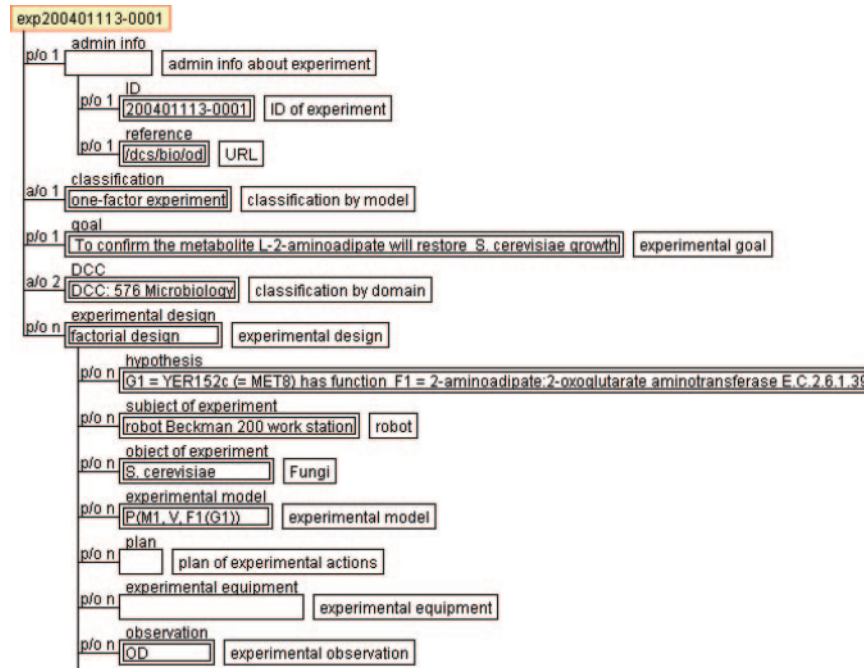 exp200401113-0001
admin info
p/o 1 admin info about experiment
ID
p/o 1 200401113-0001 ID of experiment
reference
p/o 1 /dcs/bio/od URL
classification
a/o 1 one-factor experiment classification by model
goal
p/o 1 To confirm the metabolite L-2-aminoadipate will restore S. cerevisiae growth experimental goal
DCC
a/o 2 DCC: 576 Microbiology classification by domain
experimental design
p/o n factorial design experimental design
hypothesis
p/o n G1 = YER152c (= MET8) has function F1 = 2-aminoadipate:2-oxoglutarate aminotransferase E.C.2.6.1.39
subject of experiment
p/o n robot Beckman 200 work station robot
object of experiment
p/o n S. cerevisiae Fungi
experimental model
p/o n P(M1, V, F1(G1)) experimental model
plan
p/o n plan of experimental actions
experimental equipment
p/o n experimental equipment
observation
p/o n OD experimental observation